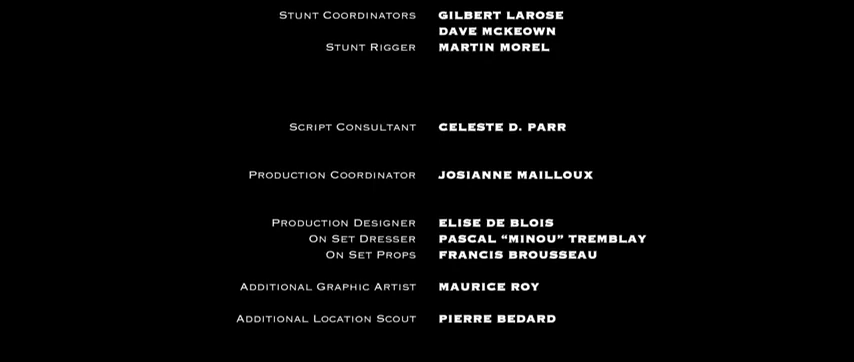 Stunt Coordinators GILBERT LAROSE
DAVE MCKEOWN
Stunt Rigger MARTIN MOREL
Script Consultant CELESTE D. PARR
Production Coordinator JOSIANNE MAILLOUX
Production Designer ELISE DE BLOIS
On Set Dresser PASCAL “MINOU” TREMBLAY
On Set Props FRANCIS BROUSSEAU
Additional Graphic Artist MAURICE ROY
Additional Location Scout PIERRE BEDARD